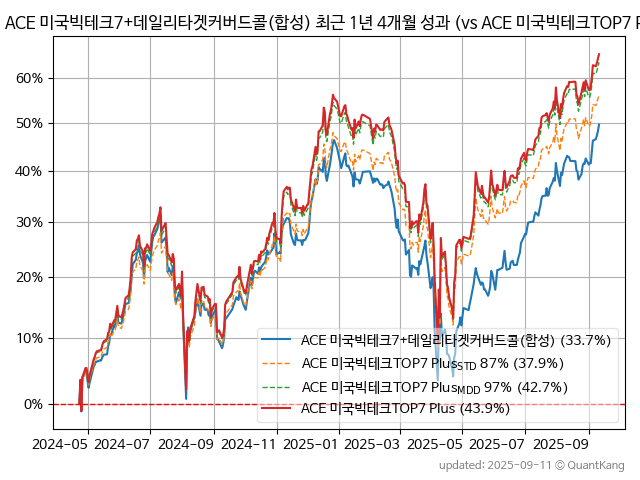 ACE 미국빅테크7+데일리타겟커버드콜(합성) 최근 1년 4개월 성과 (vs ACE 미국빅테크TOP7 P
60%
50%
40%
30%
20%
10%
0%
ACE 미국빅테크7+데일리타겟커버드콜(합성) (33.7%)
ACE 미국빅테크TOP7 PlusSTD 87% (37.9%)
ACE 미국빅테크TOP7 PlusMDD 97% (42.7%)
ACE 미국빅테크TOP7 Plus (43.9%)
2024-05 2024-07 2024-09 2024-11 2025-01 2025-03 2025-05 2025-07 2025-09
updated: 2025-09-11 © QuantKang